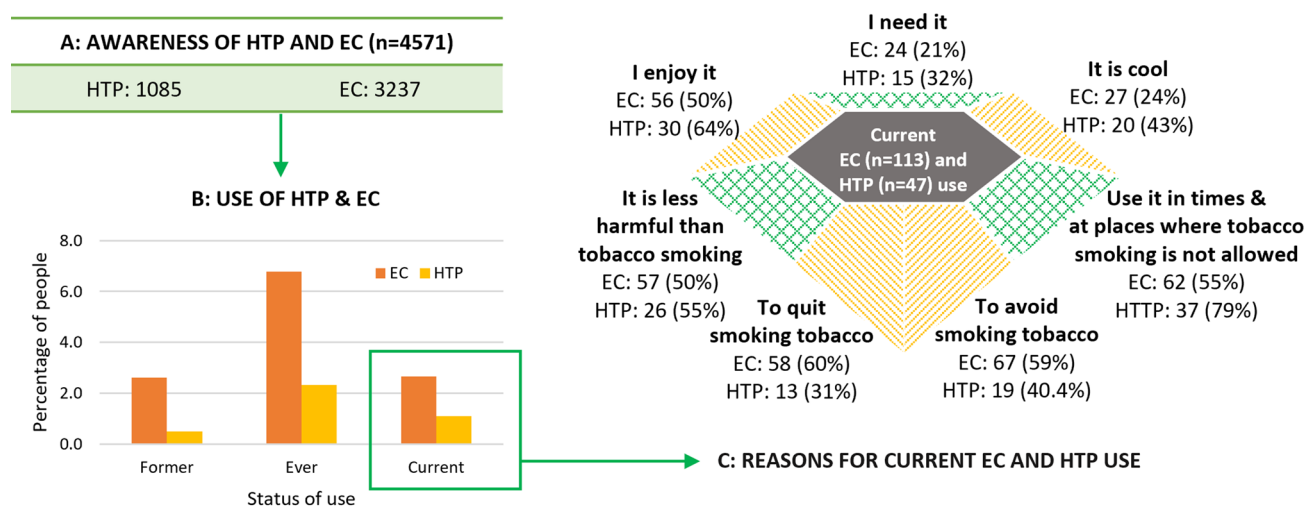 A: AWARENESS OF HTP AND EC (n=4571)
HTP: 1085 EC: 3237
B: USE OF HTP & EC
8.0
6.0
4.0
2.0
0.0
Percentage of people
EC HTP
Former Ever Current
Status of use
I need it
EC: 24 (21%)
HTP: 15 (32%)
I enjoy it
EC: 56 (50%)
HTP: 30 (64%)
It is cool
EC: 27 (24%)
HTP: 20 (43%)
Current
EC (n=113) and
HTP (n=47) use
It is less
harmful than
tobacco smoking
EC: 57 (50%)
HTP: 26 (55%)
Use it in times &
at places where tobacco
smoking is not allowed
EC: 62 (55%)
HTTP: 37 (79%)
To quit
smoking tobacco
EC: 58 (60%)
HTP: 13 (31%)
To avoid
smoking tobacco
EC: 67 (59%)
HTP: 19 (40.4%)
C: REASONS FOR CURRENT EC AND HTP USE